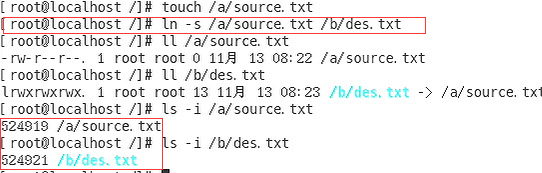 [root@localhost /]# touch /a/source.txt
[root@localhost /]# ln -s /a/source.txt /b/des.txt
[root@localhost /]# ll /a/source.txt
-rw-r--r--. 1 root root 0 11月 13 08:22 /a/source.txt
[root@localhost /]# ll /b/des.txt
lrwxrwxrwx. 1 root root 13 11月 13 08:23 /b/des.txt -> /a/source.txt
[root@localhost /]# ls -i /a/source.txt
524919 /a/source.txt
[root@localhost /]# ls -i /b/des.txt
524921 /b/des.txt
[root@localhost /]#